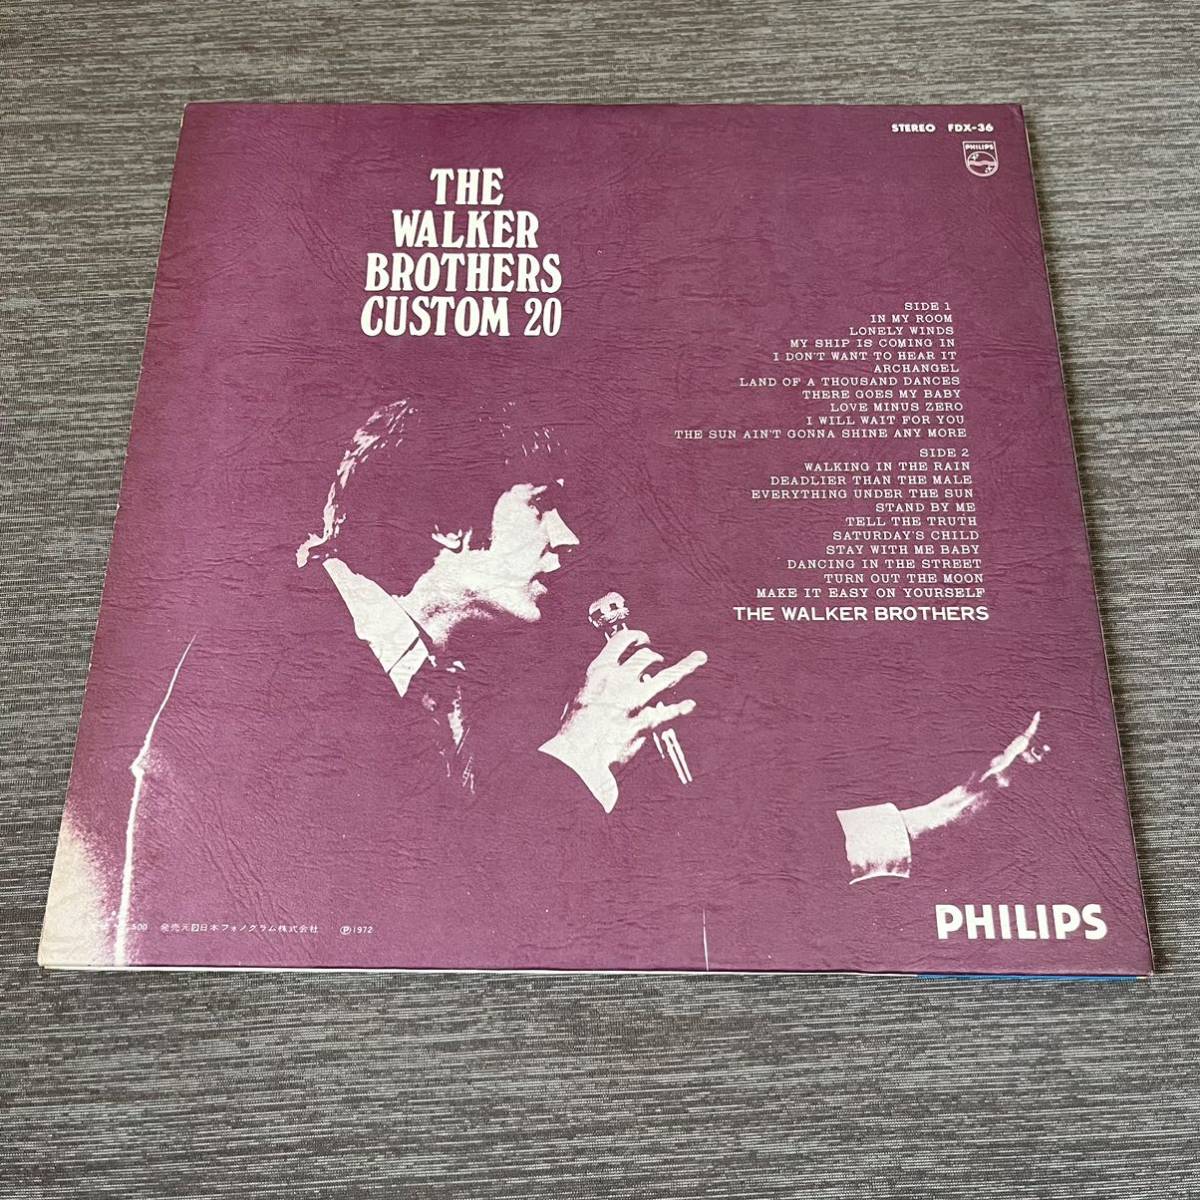 STEREO FDX-36
PHILIPS
THE
WALKER
BROTHERS
CUSTOM 20
SIDE 1
IN MY ROOM
LONELY WINDS
MY SHIP IS COMING IN
I DON'T WANT TO HEAR IT
ARCHANGEL
LAND OF A THOUSAND DANCES
THERE GOES MY BABY
LOVE MINUS ZERO
I WILL WAIT FOR YOU
THE SUN AIN'T GONNA SHINE ANY MORE
SIDE 2
WALKING IN THE RAIN
DEADLIER THAN THE MALE
EVERYTHING UNDER THE SUN
STAND BY ME
TELL THE TRUTH
SATURDAY'S CHILD
STAY WITH ME BABY
DANCING IN THE STREET
TURN OUT THE MOON
MAKE IT EASY ON YOURSELF
THE WALKER BROTHERS
PHILIPS
発売元 日本フォノグラム株式会社 Ⓟ1972